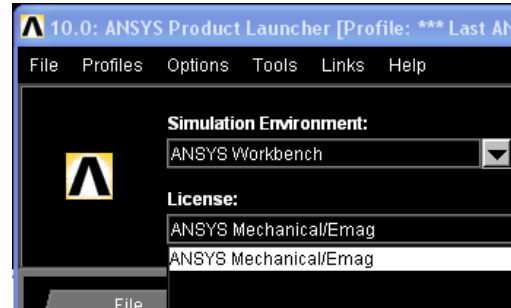 10.0: ANSYS Product Launcher [Profile: *** Last AN
File Profiles Options Tools Links Help
Simulation Environment:
ANSYS Workbench
License:
ANSYS Mechanical/Emag
ANSYS Mechanical/Emag
File